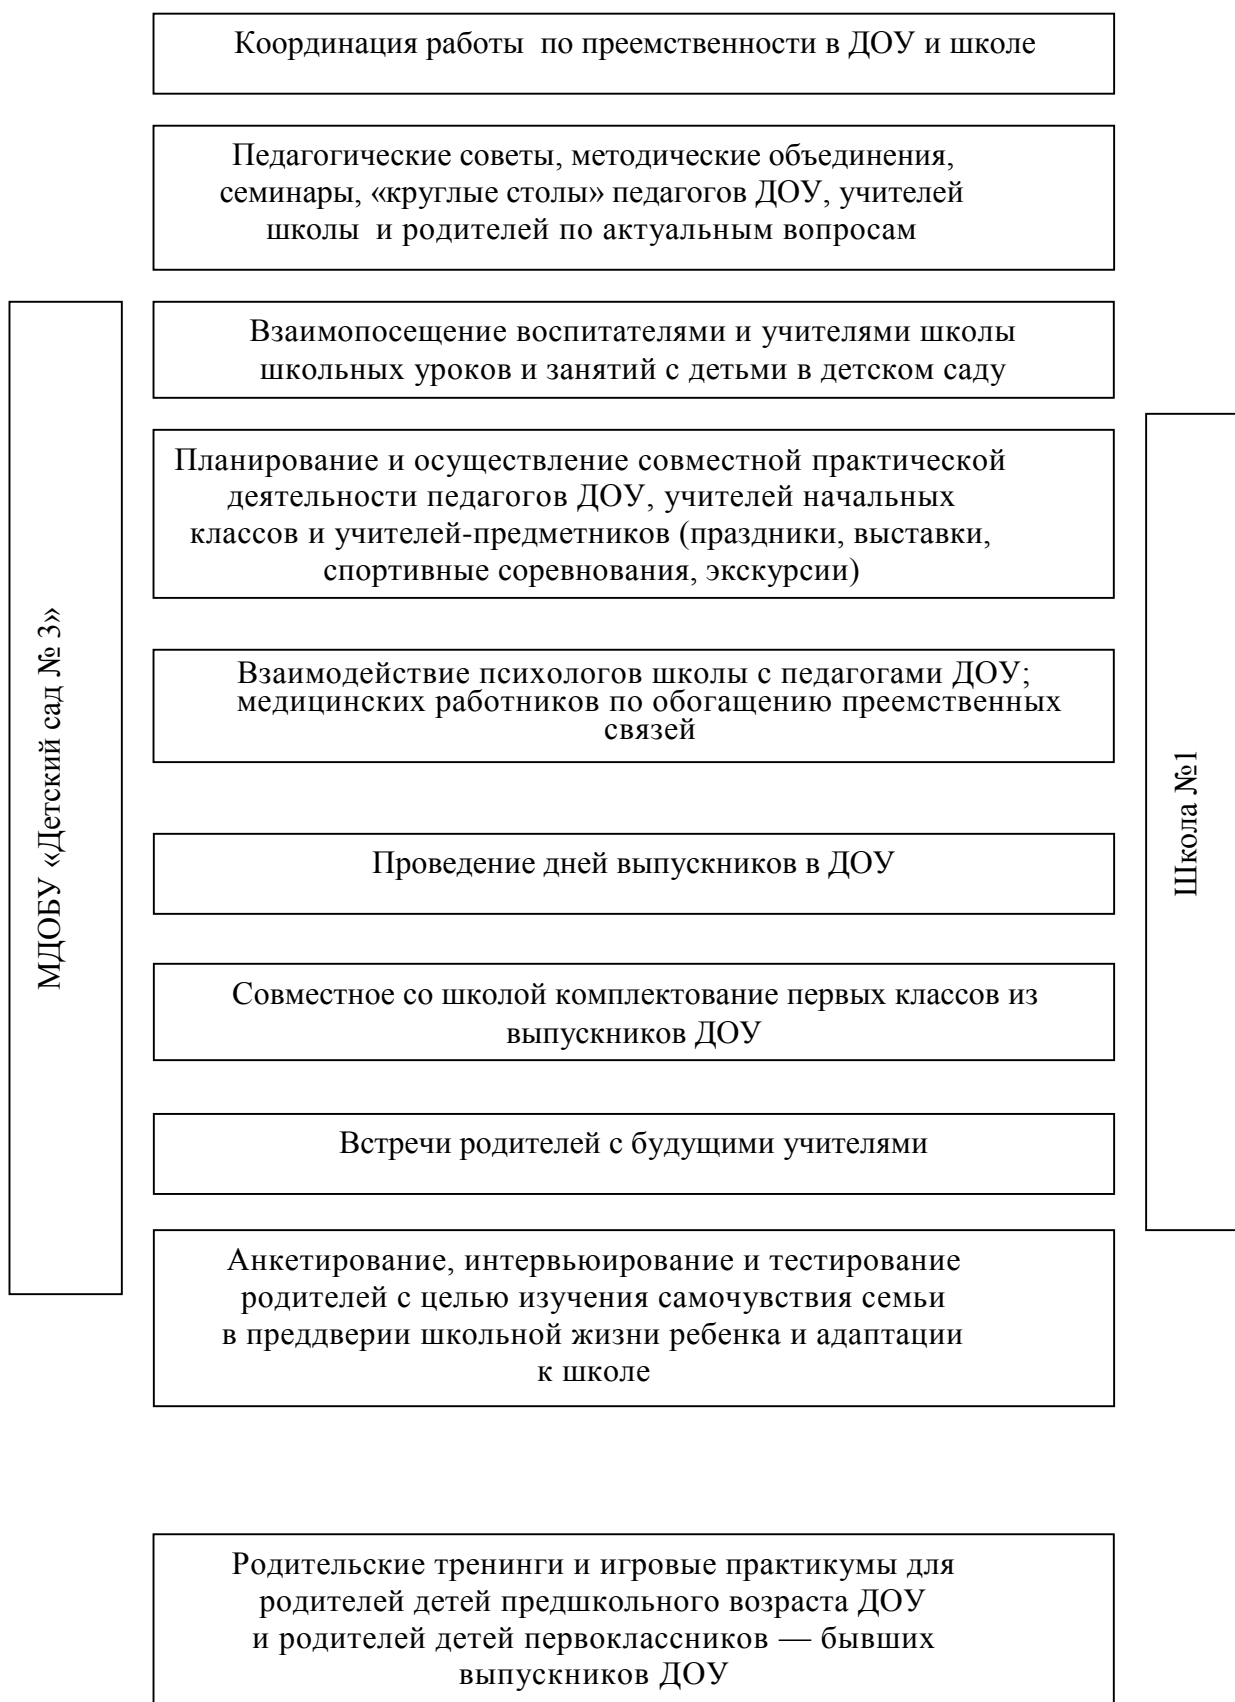 Координация работы  по преемственности в ДОУ и школе
Педагогические советы, методические объединения,
семинары, «круглые столы» педагогов ДОУ, учителей
школы  и родителей по актуальным вопросам
Взаимопосещение воспитателями и учителями школы
школьных уроков и занятий с детьми в детском саду
Планирование и осуществление совместной практической
деятельности педагогов ДОУ, учителей начальных
классов и учителей-предметников (праздники, выставки,
спортивные соревнования, экскурсии)
Взаимодействие психологов школы с педагогами ДОУ;
медицинских работников по обогащению преемственных
связей
Проведение дней выпускников в ДОУ
Совместное со школой комплектование первых классов из
выпускников ДОУ
Встречи родителей с будущими учителями
Анкетирование, интервьюирование и тестирование
родителей с целью изучения самочувствия семьи
в преддверии школьной жизни ребенка и адаптации
к школе
Родительские тренинги и игровые практикумы для
родителей детей предшкольного возраста ДОУ
и родителей детей первоклассников — бывших
выпускников ДОУ
МДОБУ «Детский сад № 3»
Школа №1